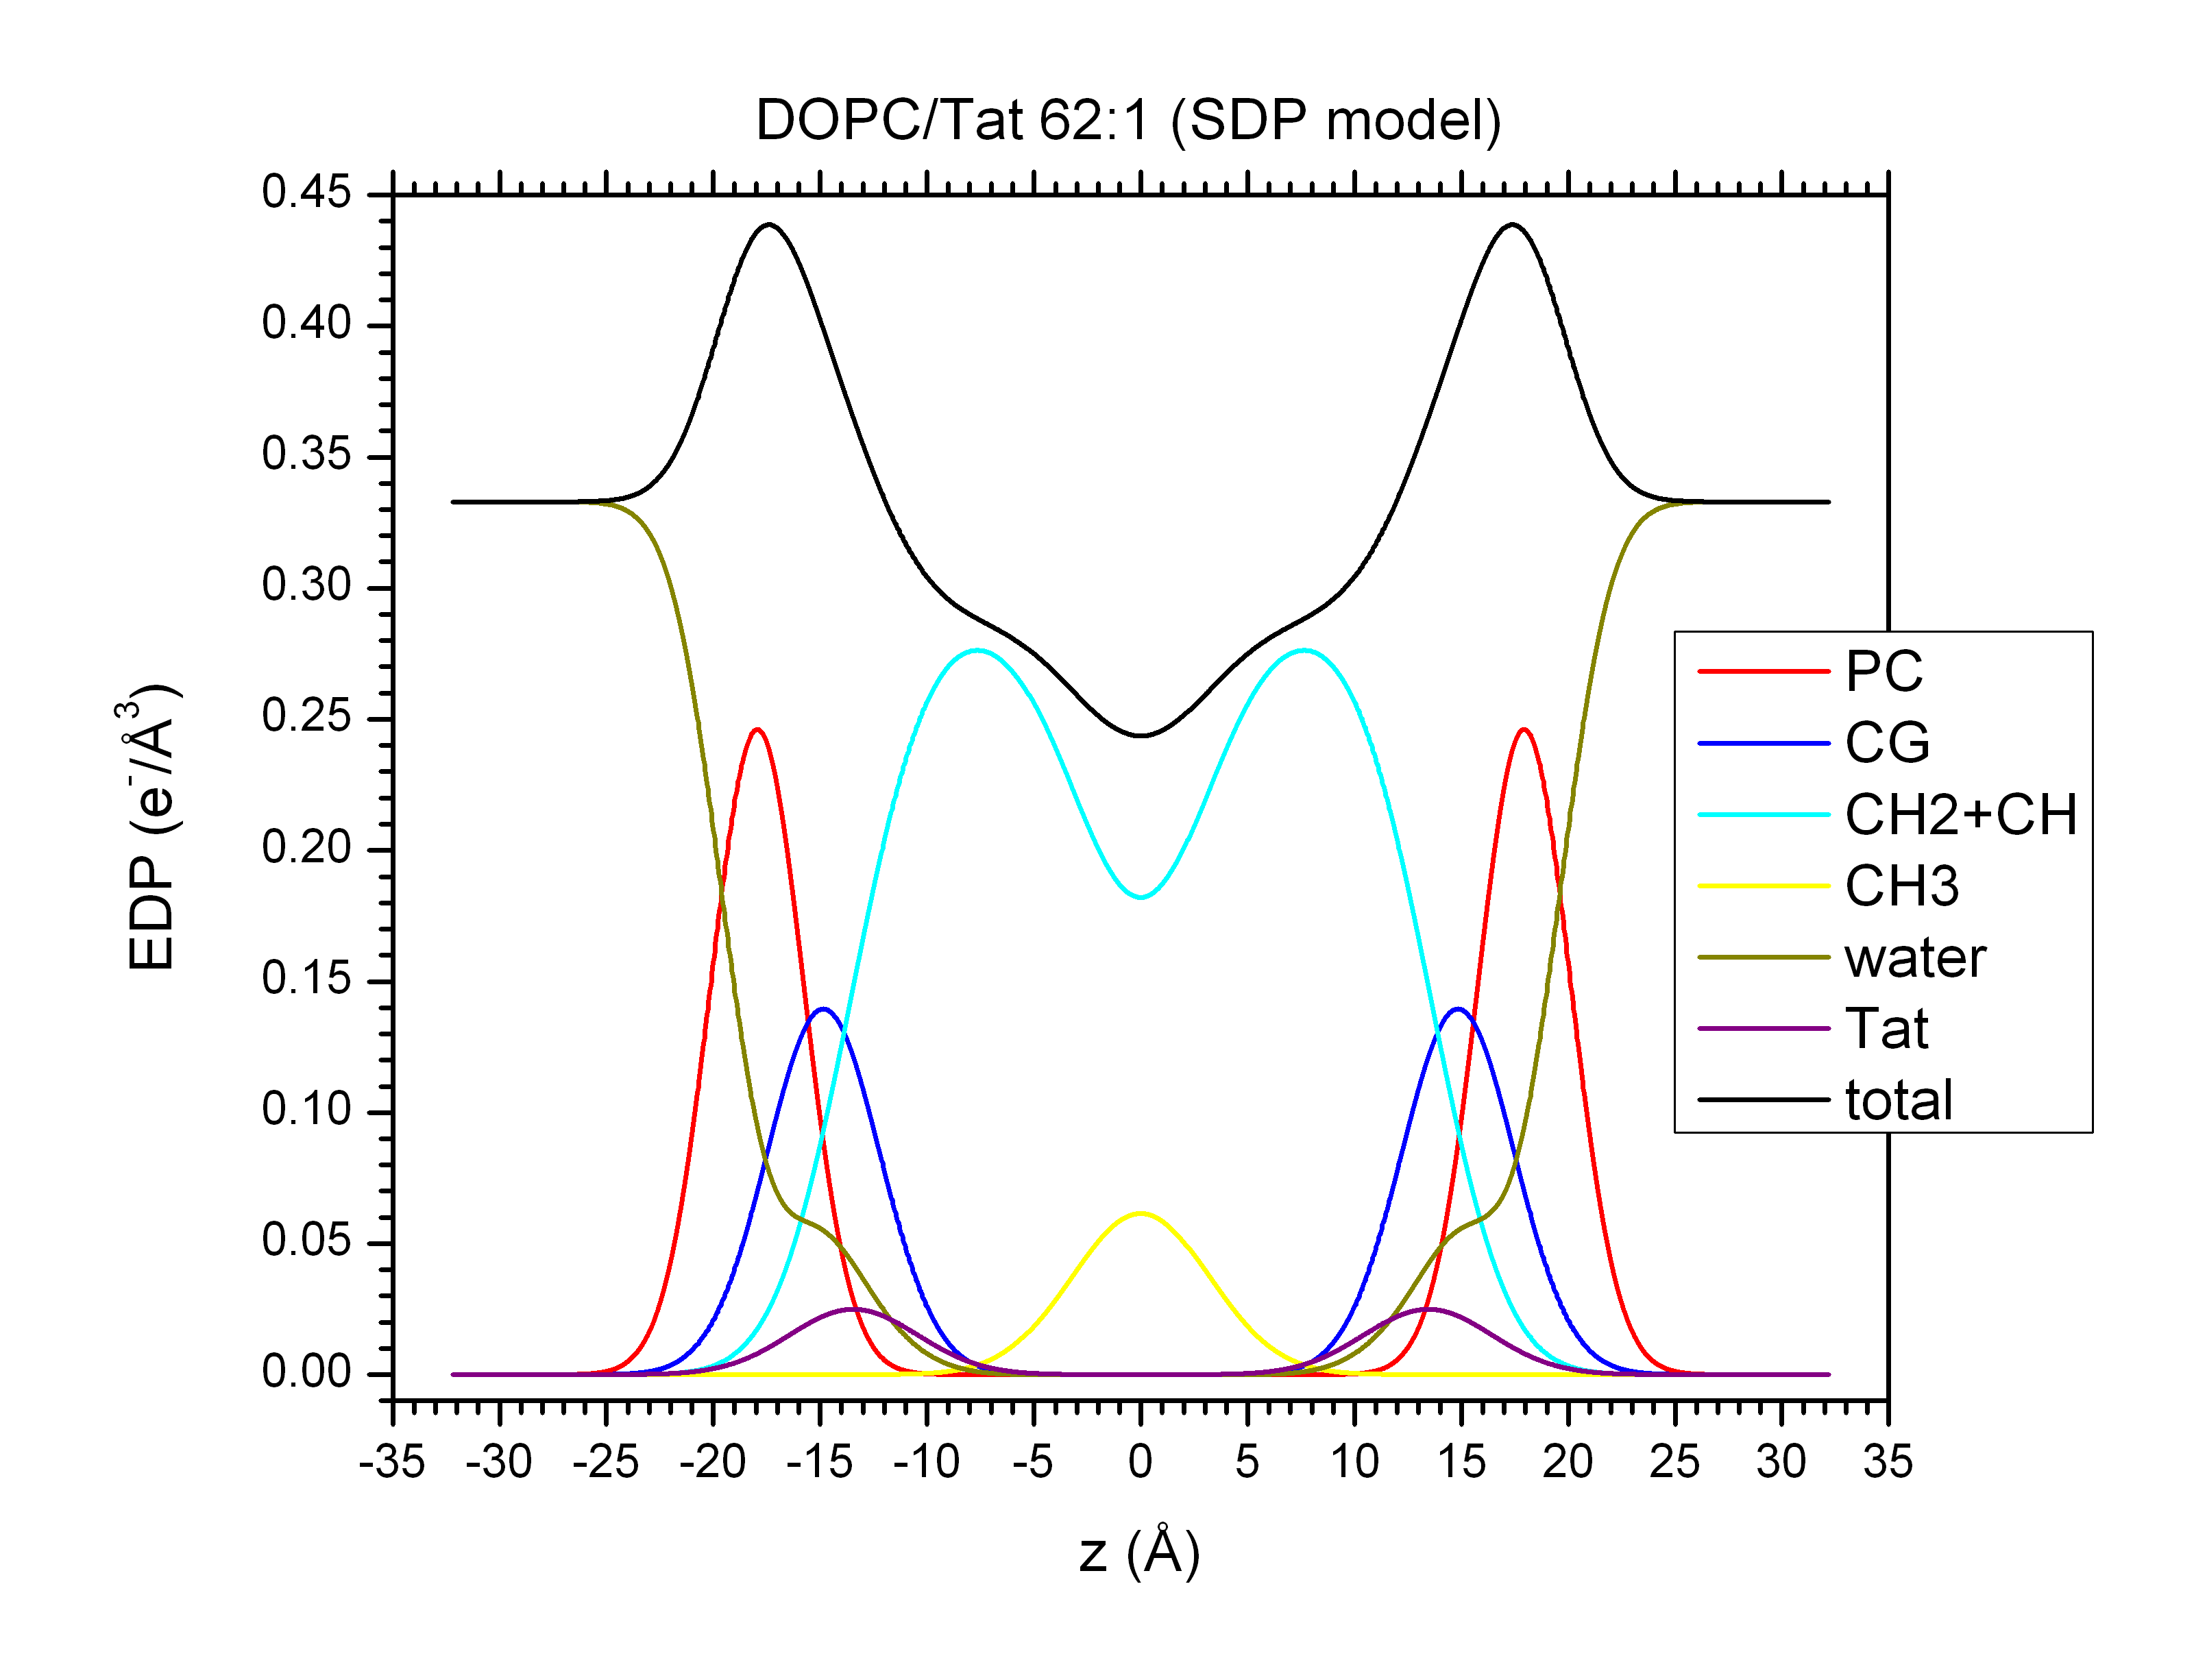 DOPC/Tat 62:1 (SDP model)
0.45
0.40
0.35
0.30
0.25
0.20
0.15
0.10
0.05
0.00
EDP (e⁻/Å³)
-35 -30 -25 -20 -15 -10 -5 0 5 10 15 20 25 30 35
z (Å)
PC
CG
CH2+CH
CH3
water
Tat
total